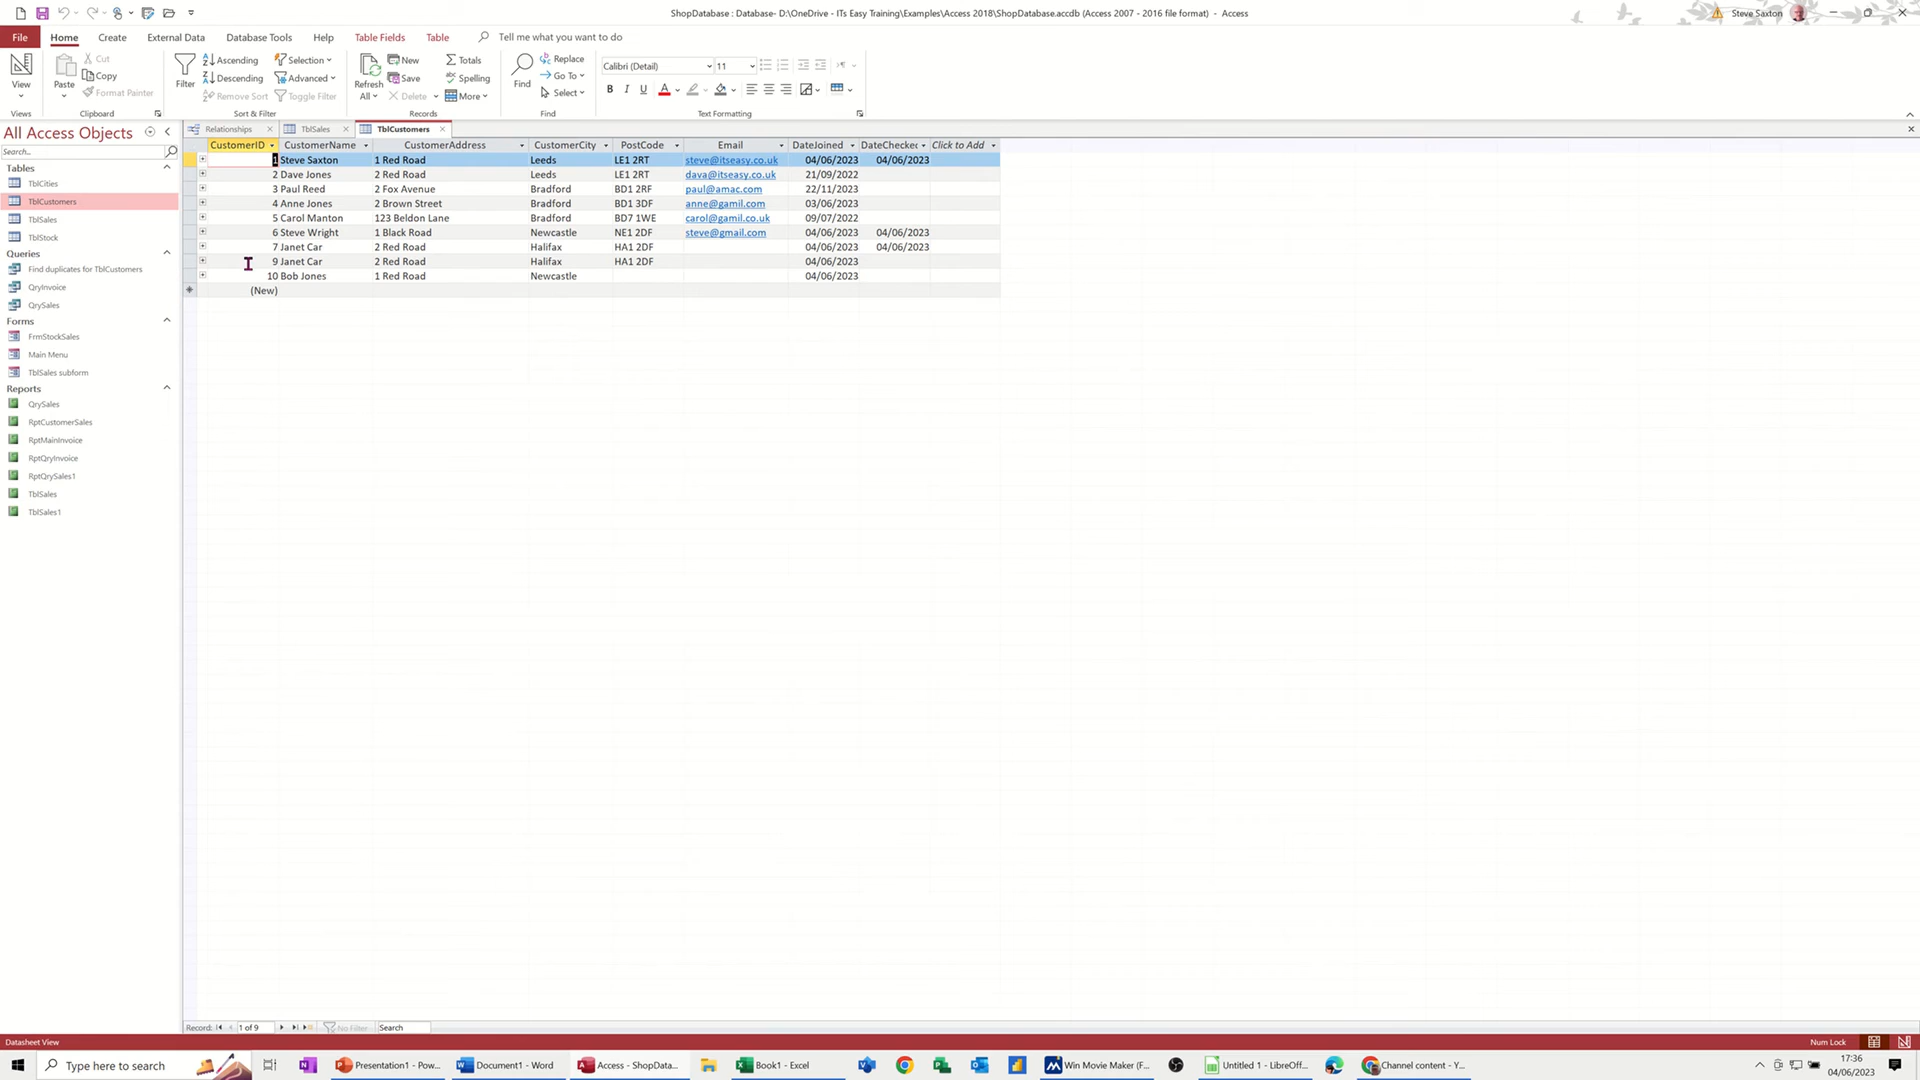 ShopDatabase : Database- D:\OneDrive - ITs Easy Training\Examples\Access 2018\ShopDatabase.accdb (Access 2007 - 2016 file format) - Access
Steve Saxton
File Home Create External Data Database Tools Help Table Fields Table Tell me what you want to do
View
Views
Paste
Cut
Copy
Format Painter
Clipboard
Filter
Ascending
Descending
Remove Sort
Selection
Advanced
Toggle Filter
Sort & Filter
Refresh
All
New
Save
Delete
Totals
Spelling
More
Records
Find
Replace
Go To
Select
Find
Calibri (Detail) 11
B I U A
Text Formatting
All Access Objects
Search...
Tables
TblCities
TblCustomers
TblSales
TblStock
Queries
Find duplicates for TblCustomers
QryInvoice
QrySales
Forms
FrmStockSales
Main Menu
TblSales subform
Reports
QrySales
RptCustomerSales
RptMainInvoice
RptQryInvoice
RptQrySales1
TblSales
TblSales1
Relationships TblSales TblCustomers
CustomerID CustomerName CustomerAddress CustomerCity PostCode Email DateJoined DateChecker Click to Add
1 Steve Saxton 1 Red Road Leeds LE1 2RT steve@itseasy.co.uk 04/06/2023 04/06/2023
2 Dave Jones 2 Red Road Leeds LE1 2RT dava@itseasy.co.uk 21/09/2022
3 Paul Reed 2 Fox Avenue Bradford BD1 2RF paul@amac.com 22/11/2023
4 Anne Jones 2 Brown Street Bradford BD1 3DF anne@gamil.com 03/06/2023
5 Carol Manton 123 Beldon Lane Bradford BD7 1WE carol@gamil.co.uk 09/07/2022
6 Steve Wright 1 Black Road Newcastle NE1 2DF steve@gmail.com 04/06/2023 04/06/2023
7 Janet Car 2 Red Road Halifax HA1 2DF 04/06/2023 04/06/2023
9 Janet Car 2 Red Road Halifax HA1 2DF 04/06/2023
10 Bob Jones 1 Red Road Newcastle 04/06/2023
(New)
Record: 1 of 9 No Filter Search
Datasheet View
Num Lock
Type here to search
Presentation1 - Pow...
Document1 - Word
Access - ShopData...
Book1 - Excel
Win Movie Maker (F...
Untitled 1 - LibreOff...
Channel content - Y...
17:36
04/06/2023